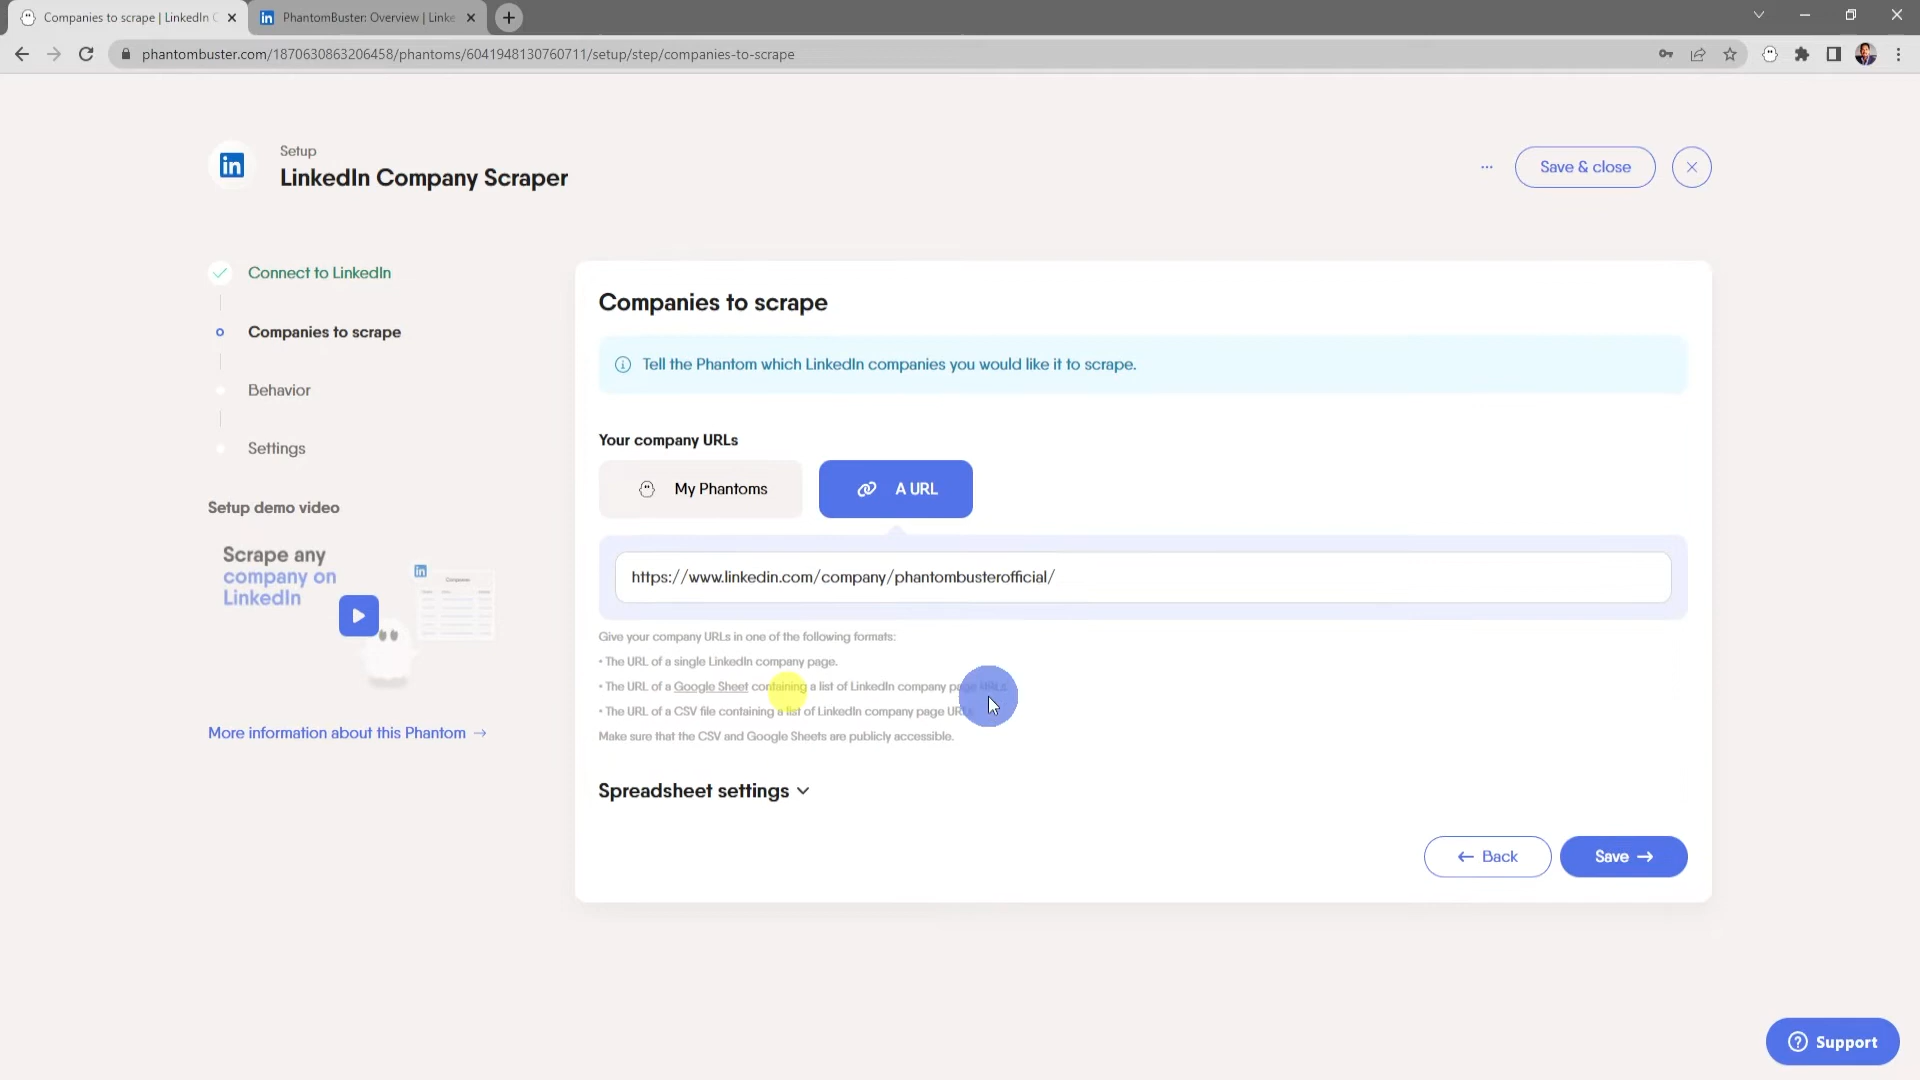 Companies to scrape | LinkedIn C
PhantomBuster: Overview | Linke
phantombuster.com/1870630863206458/phantoms/6041948130760711/setup/step/companies-to-scrape
Setup
LinkedIn Company Scraper
...
Save & close
Connect to LinkedIn
Companies to scrape
Behavior
Settings
Setup demo video
Scrape any
company on
LinkedIn
in
Companies
More information about this Phantom →
Companies to scrape
Tell the Phantom which LinkedIn companies you would like it to scrape.
Your company URLs
My Phantoms
A URL
https://www.linkedin.com/company/phantombusterofficial/
Give your company URLs in one of the following formats:
• The URL of a single LinkedIn company page.
• The URL of a Google Sheet containing a list of LinkedIn company page URLs.
• The URL of a CSV file containing a list of LinkedIn company page URLs.
Make sure that the CSV and Google Sheets are publicly accessible.
Spreadsheet settings
← Back
Save →
Support